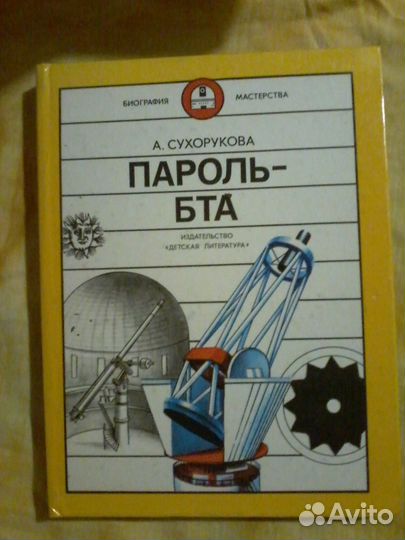 БИОГРАФИЯ МАСТЕРСТВА
А. СУХОРУКОВА
ПАРОЛЬ-
БТА
ИЗДАТЕЛЬСТВО
«ДЕТСКАЯ ЛИТЕРАТУРА»
Avito